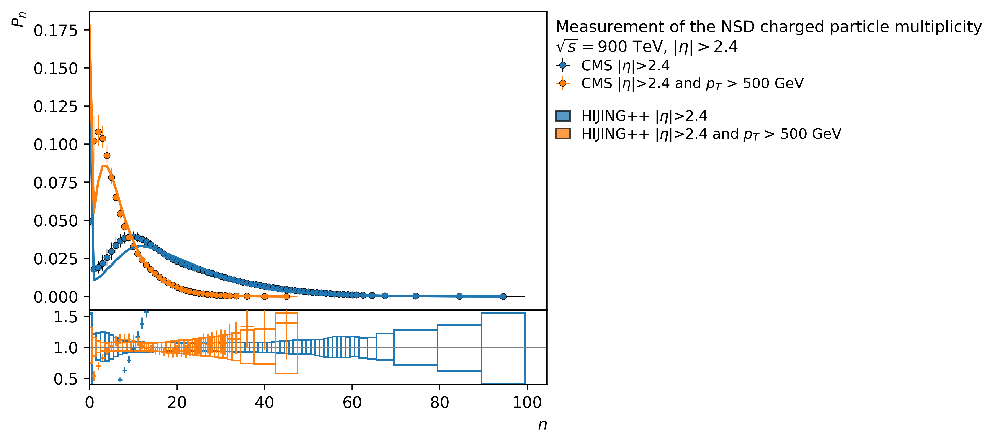 Pₙ
0.175
0.150
0.125
0.100
0.075
0.050
0.025
0.000
1.5
1.0
0.5
0 20 40 60 80 100
n
Measurement of the NSD charged particle multiplicity
√s = 900 TeV, |η| > 2.4
CMS |η|>2.4
CMS |η|>2.4 and p_T > 500 GeV
HIJING++ |η|>2.4
HIJING++ |η|>2.4 and p_T > 500 GeV